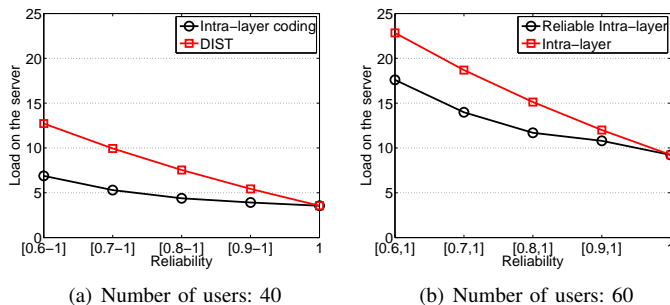 25
20
15
10
5
0
Load on the server
Intra-layer coding
DIST
[0.6−1] [0.7−1] [0.8−1] [0.9−1] 1
Reliability
(a) Number of users: 40
25
20
15
10
5
0
Load on the server
Reliable Intra-layer
Intra-layer
[0.6,1] [0.7,1] [0.8,1] [0.9,1] 1
Reliability
(b) Number of users: 60